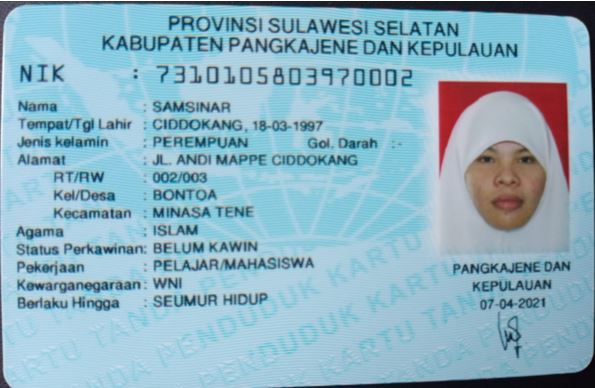 PROVINSI SULAWESI SELATAN
KABUPATEN PANGKAJENE DAN KEPULAUAN
NIK : 7310105803970002
Nama : SAMSINAR
Tempat/Tgl Lahir : CIDDOKANG, 18-03-1997
Jenis kelamin : PEREMPUAN Gol. Darah :-
Alamat : JL. ANDI MAPPE CIDDOKANG
RT/RW : 002/003
Kel/Desa : BONTOA
Kecamatan : MINASA TENE
Agama : ISLAM
Status Perkawinan: BELUM KAWIN
Pekerjaan : PELAJAR/MAHASISWA
Kewarganegaraan: WNI
Berlaku Hingga : SEUMUR HIDUP
PANGKAJENE DAN
KEPULAUAN
07-04-2021
KARTU TANDA PENDUDUK KARTU TANDA PENDUDUK